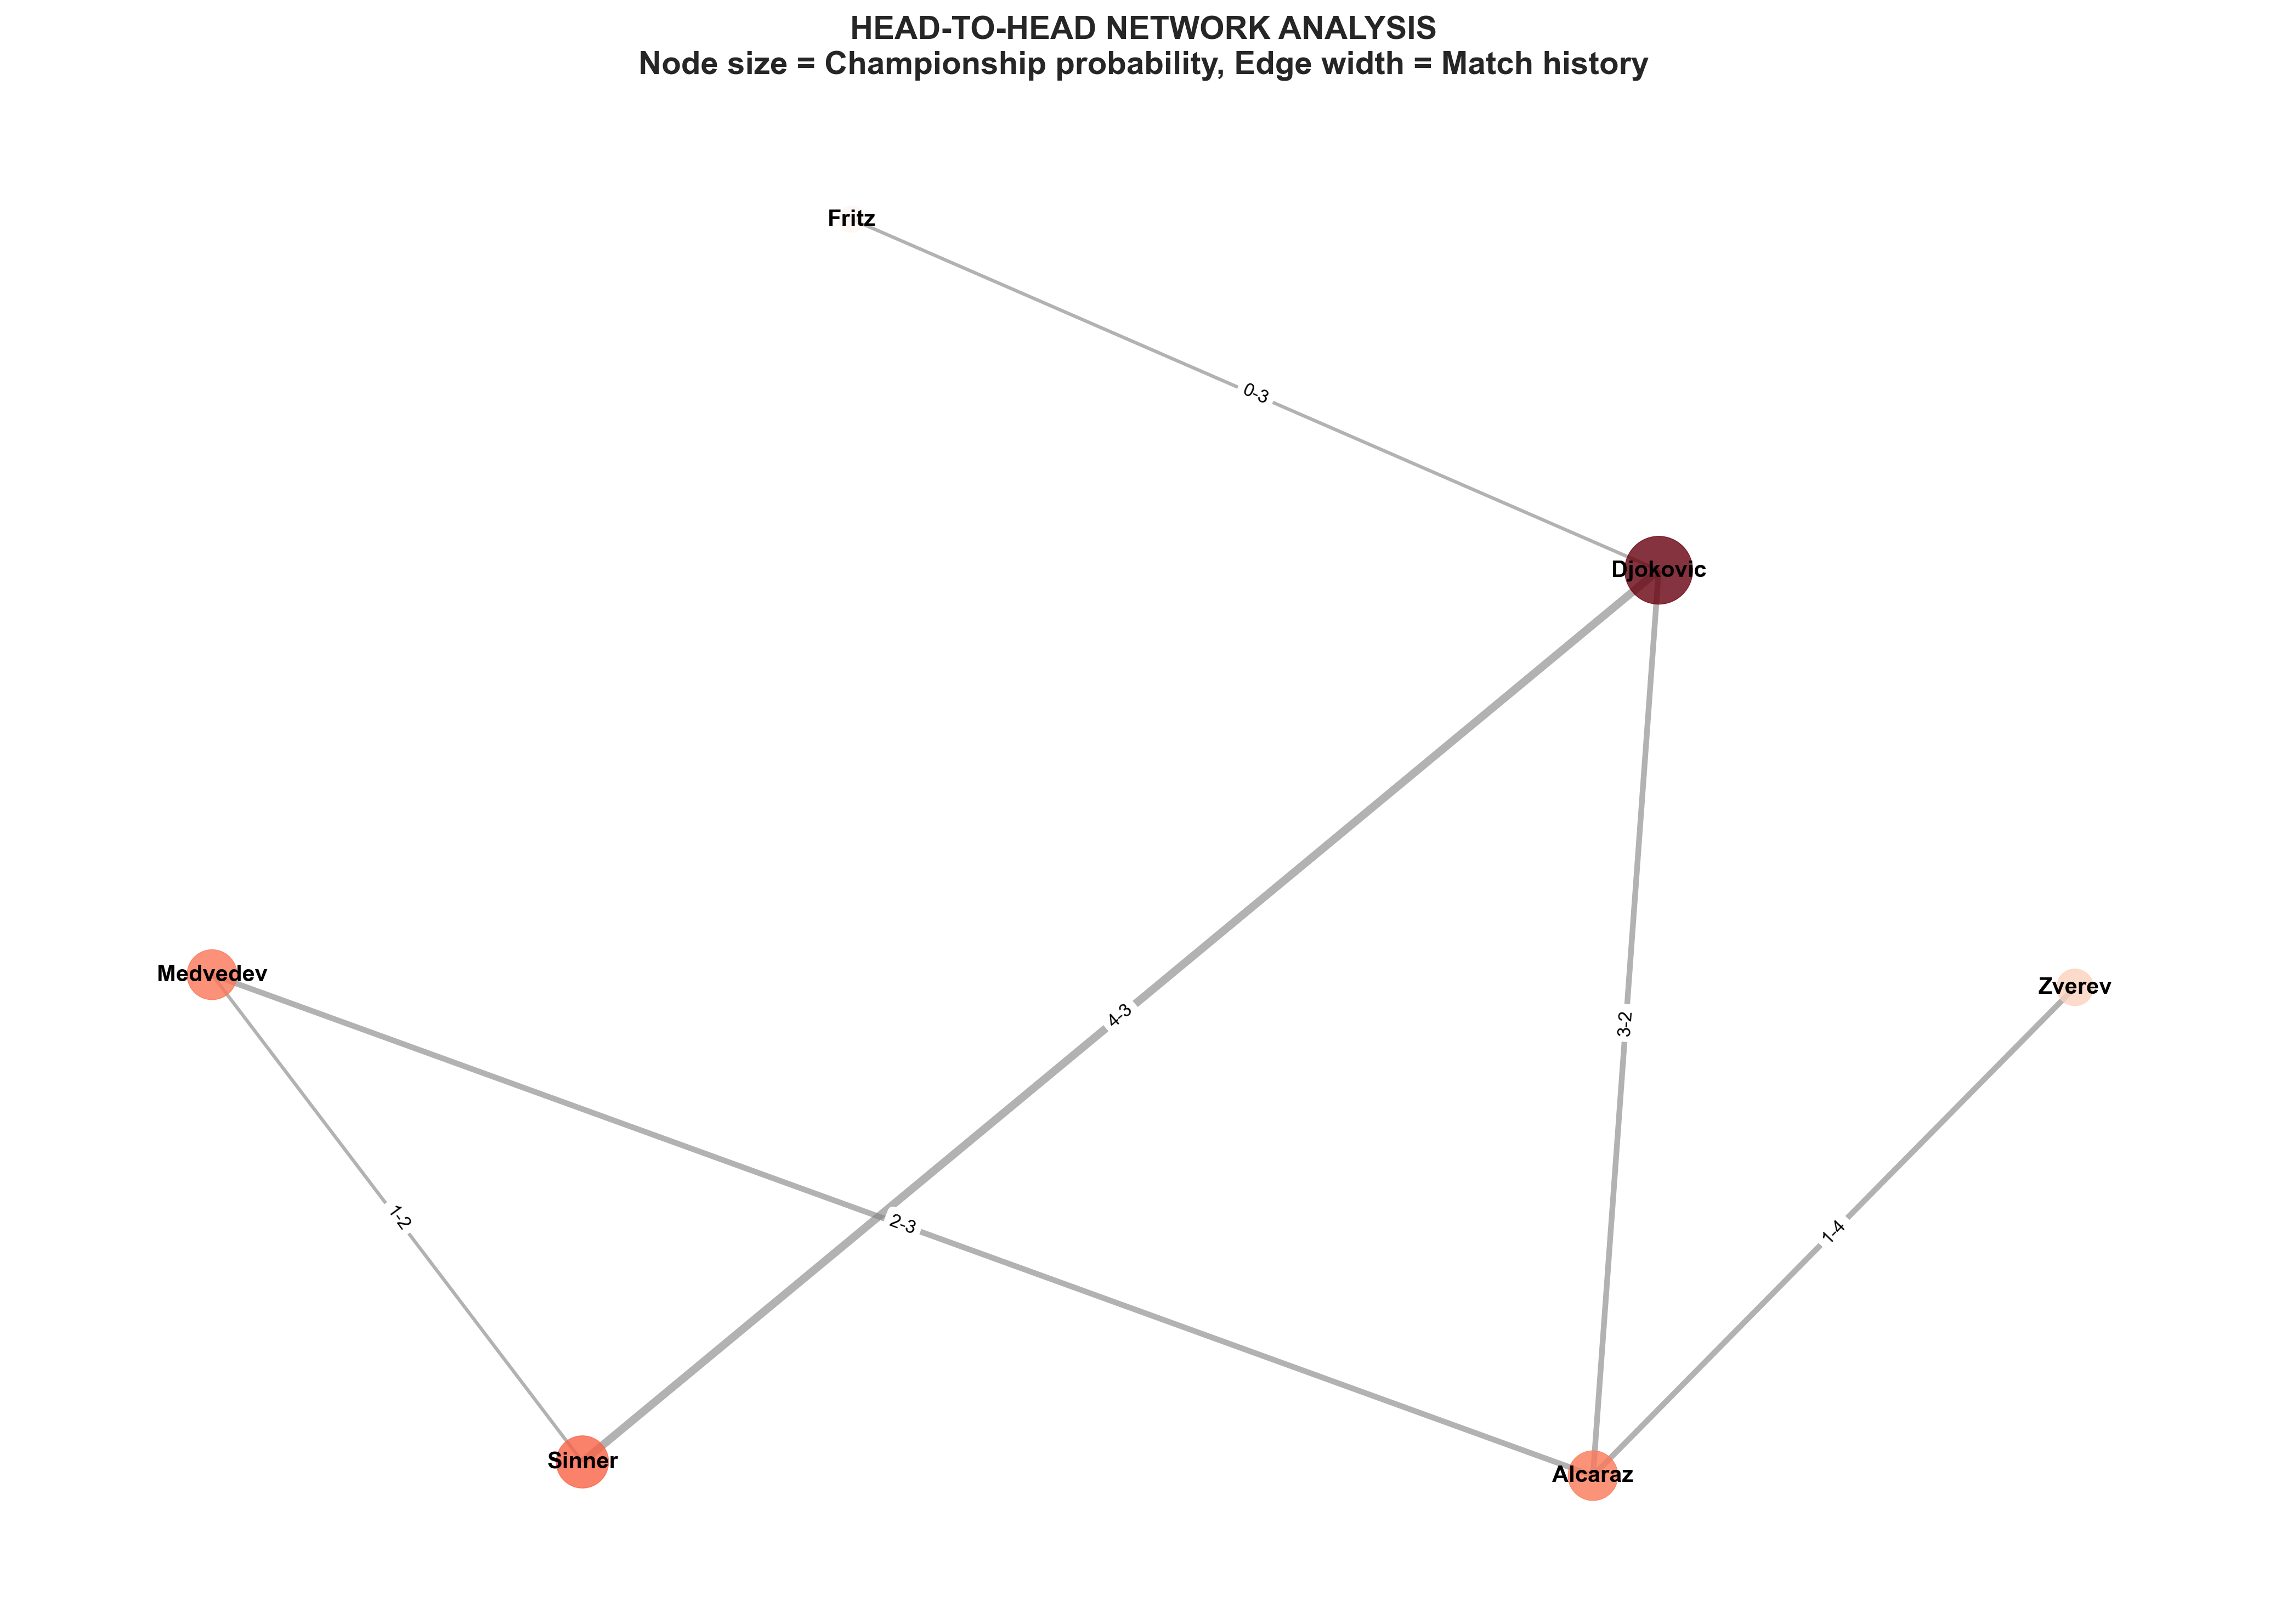 HEAD-TO-HEAD NETWORK ANALYSIS
Node size = Championship probability, Edge width = Match history
Fritz
0-3
Djokovic
Medvedev
Zverev
4-3
3-2
1-2
2-3
1-4
Sinner
Alcaraz